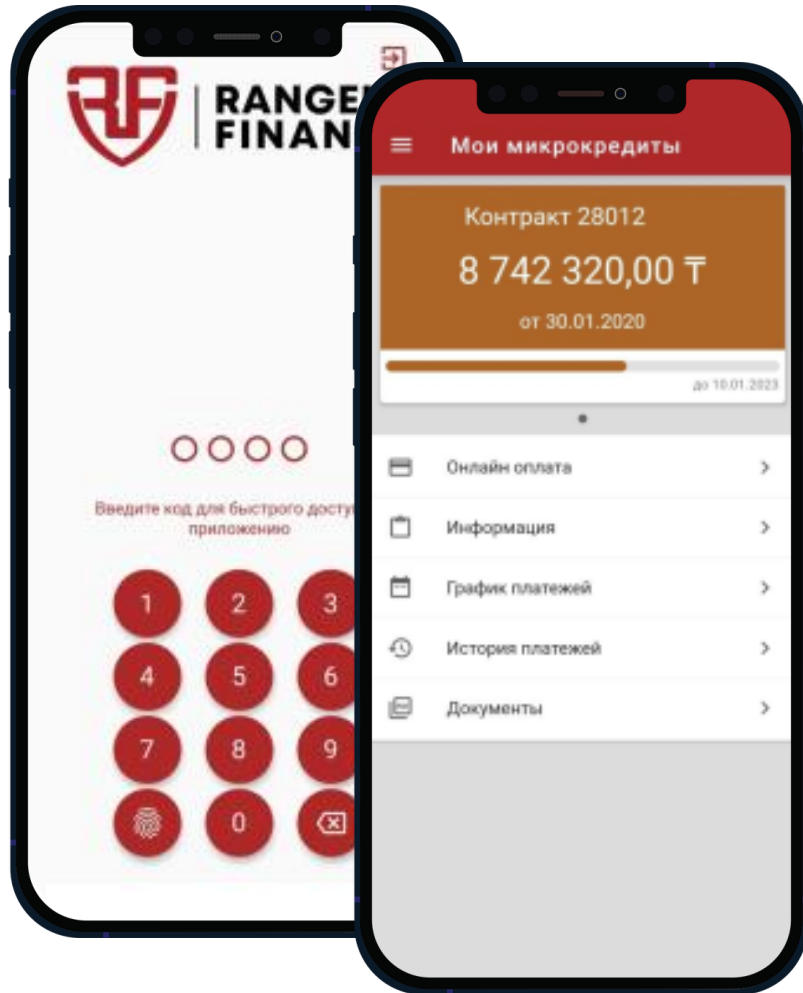 RANGE
FINAN
Введите код для быстрого досту
приложению
1 2 3
4 5 6
7 8 9
0
Мои микрокредиты
Контракт 28012
8 742 320,00 ₸
от 30.01.2020
до 10.01.2023
Онлайн оплата
Информация
График платежей
История платежей
Документы